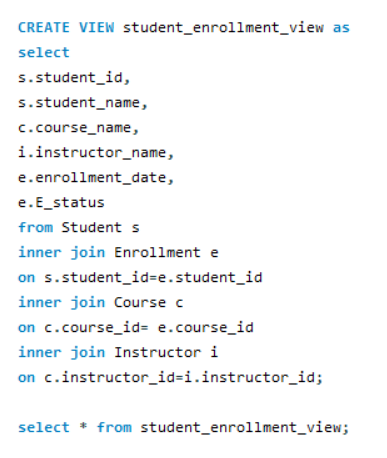 CREATE VIEW student_enrollment_view as
select
s.student_id,
s.student_name,
c.course_name,
i.instructor_name,
e.enrollment_date,
e.E_status
from Student s
inner join Enrollment e
on s.student_id=e.student_id
inner join Course c
on c.course_id= e.course_id
inner join Instructor i
on c.instructor_id=i.instructor_id;

select * from student_enrollment_view;